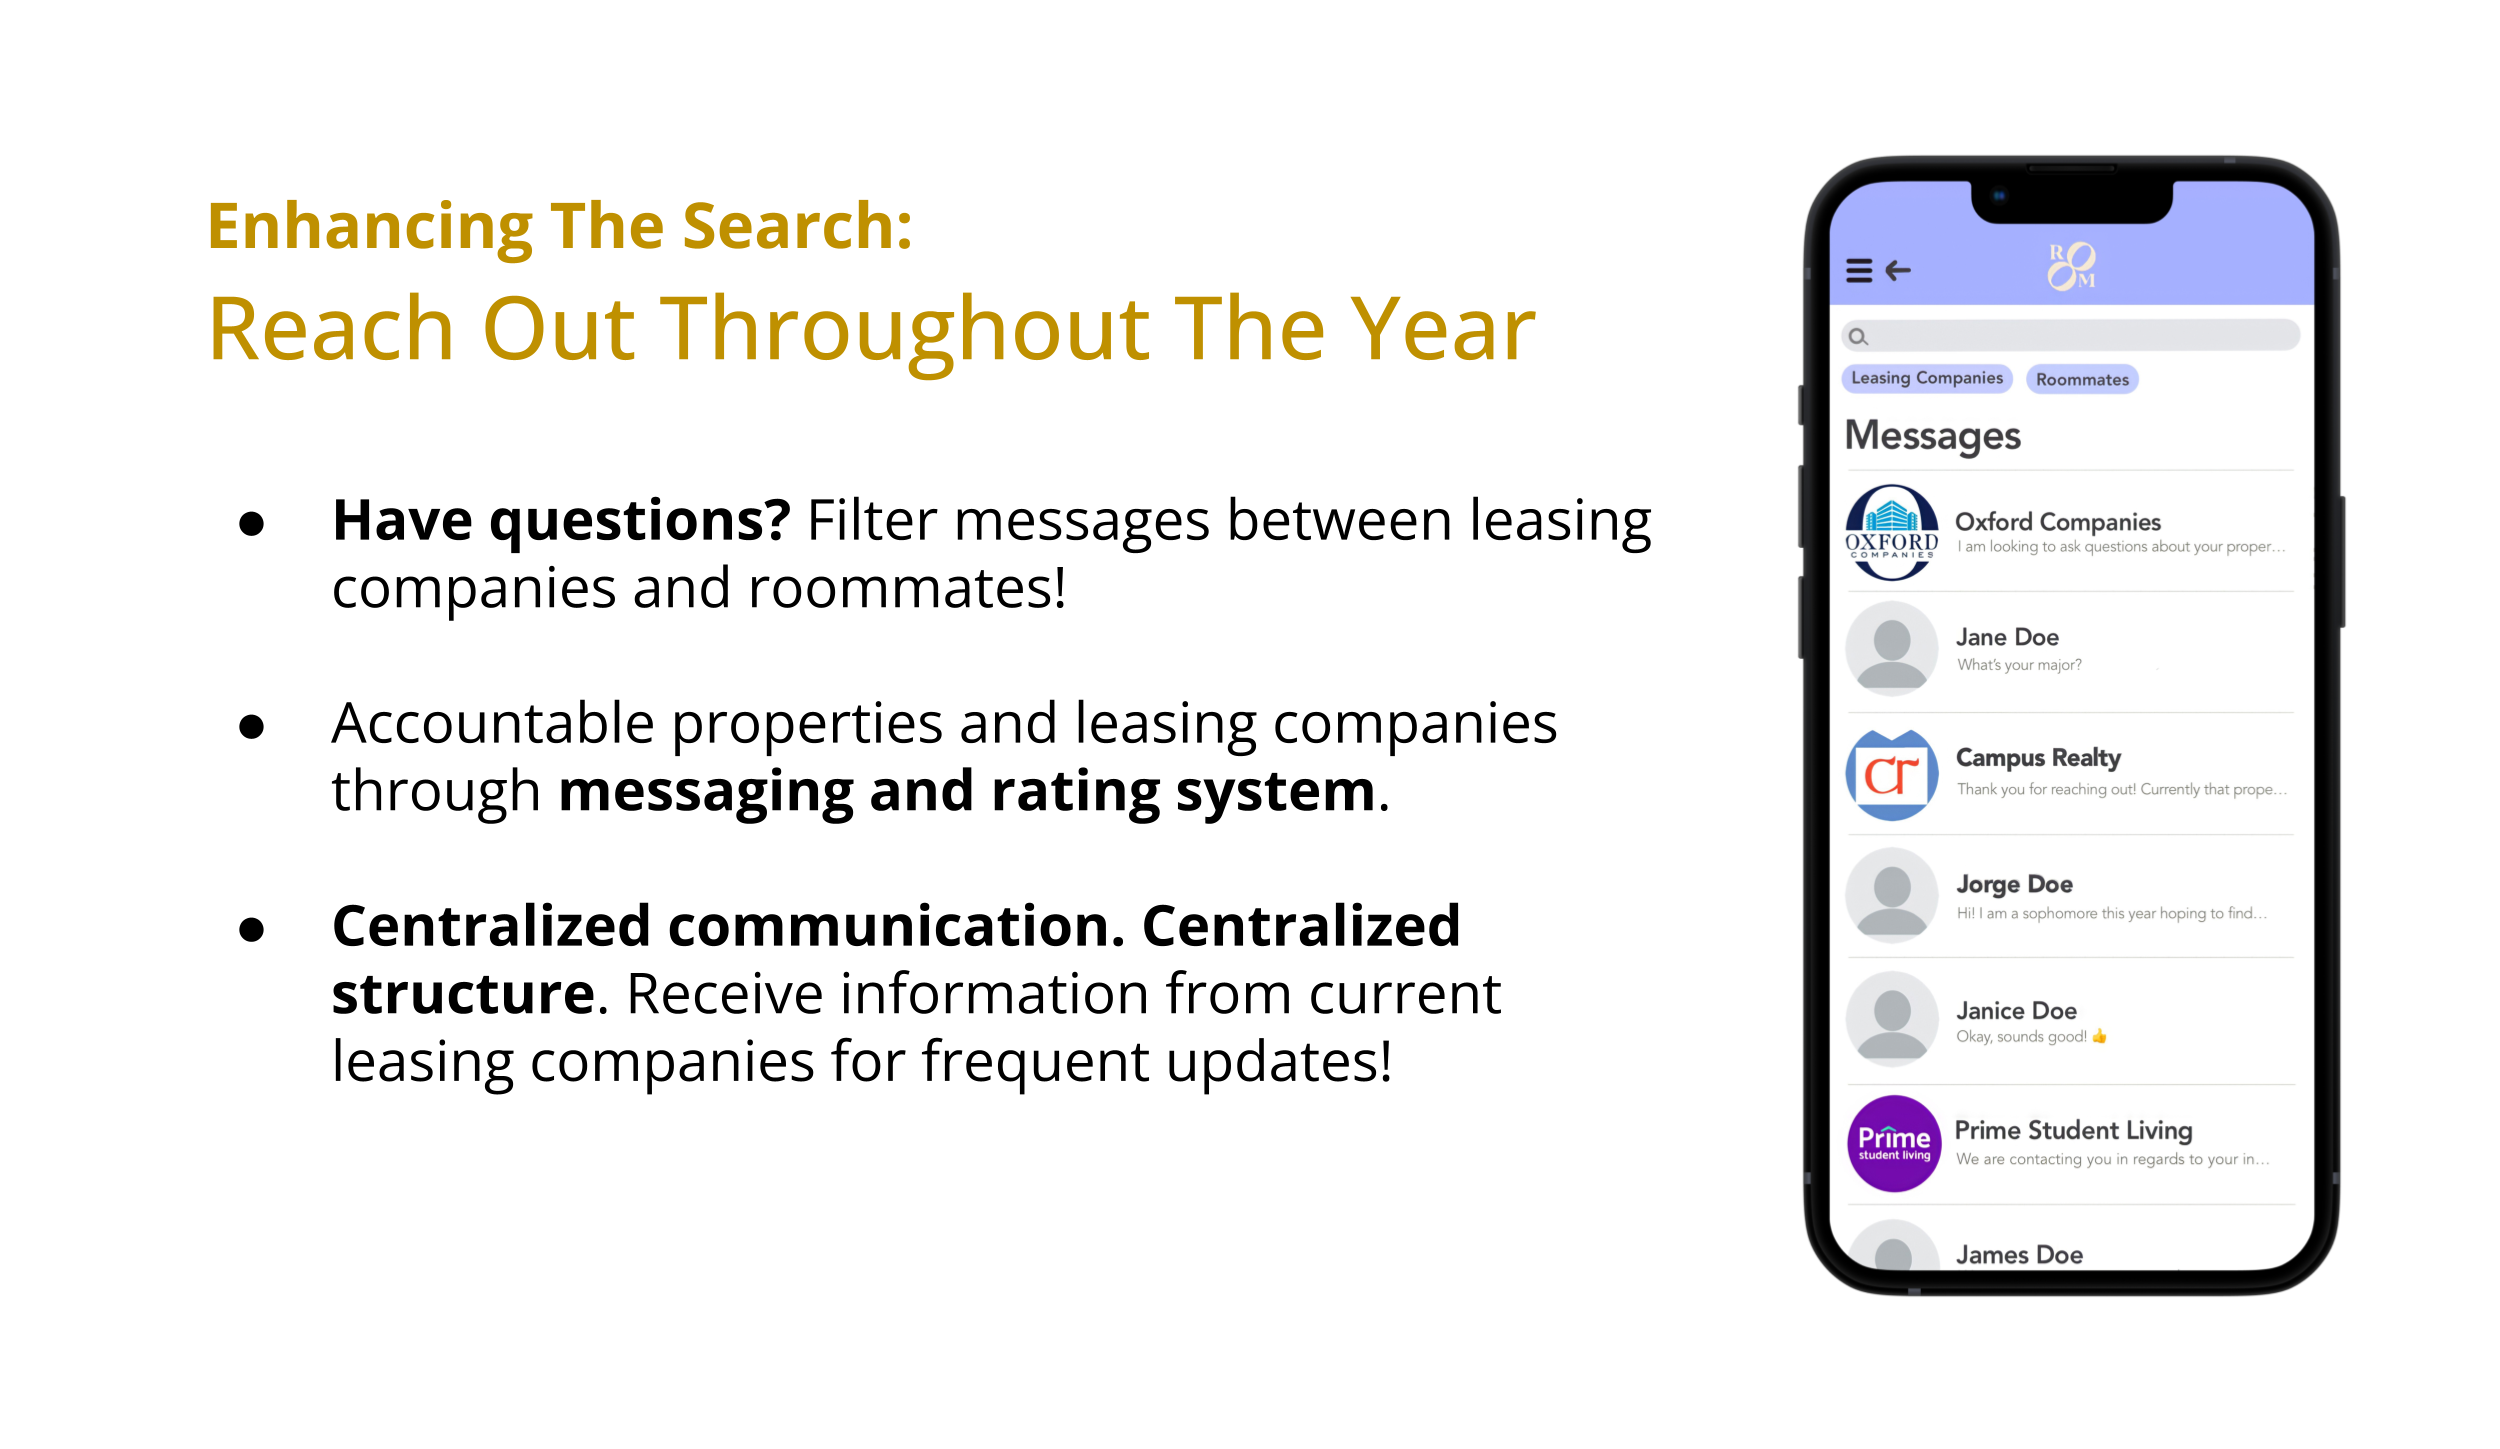 Enhancing The Search:
Reach Out Throughout The Year
● Have questions? Filter messages between leasing
companies and roommates!
● Accountable properties and leasing companies
through messaging and rating system.
● Centralized communication. Centralized
structure. Receive information from current
leasing companies for frequent updates!
ROOM
Leasing Companies Roommates
Messages
OXFORD
COMPANIES
Oxford Companies
I am looking to ask questions about your proper...
Jane Doe
What's your major?
cr
Campus Realty
Thank you for reaching out! Currently that prope...
Jorge Doe
Hi! I am a sophomore this year hoping to find...
Janice Doe
Okay, sounds good! 👍
Prime
student living
Prime Student Living
We are contacting you in regards to your in...
James Doe